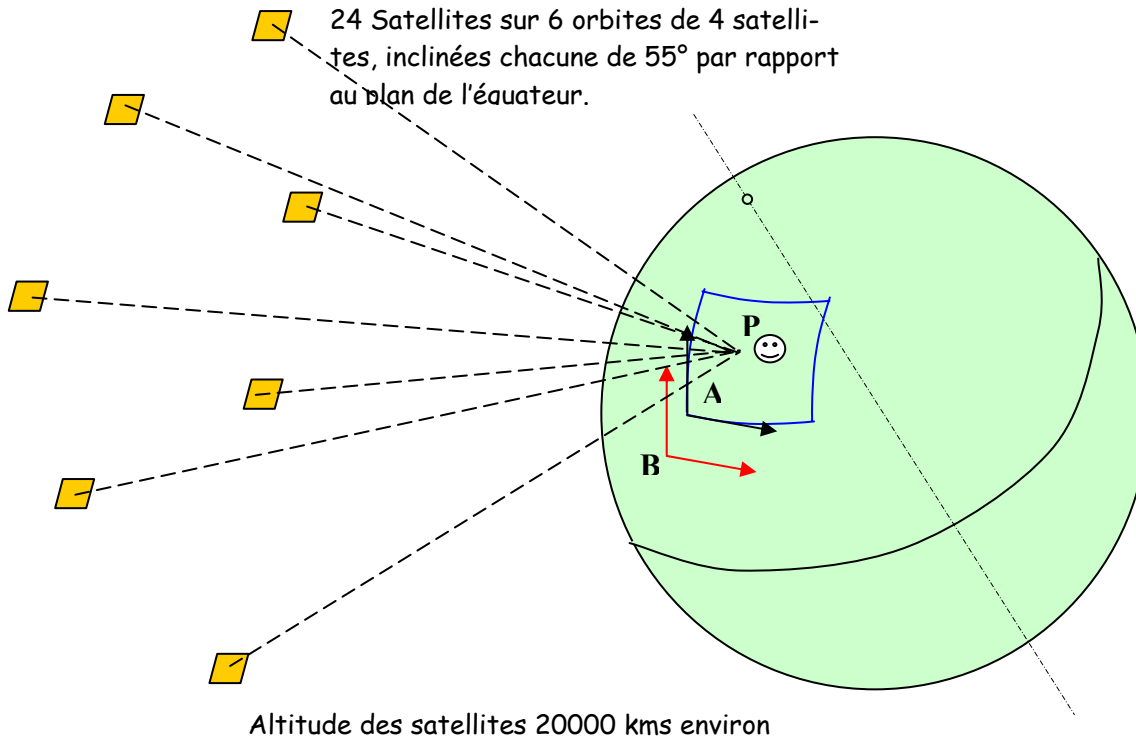 24 Satellites sur 6 orbites de 4 satelli-
tes, inclinées chacune de 55° par rapport
au plan de l'équateur.
P
A
B
Altitude des satellites 20000 kms environ